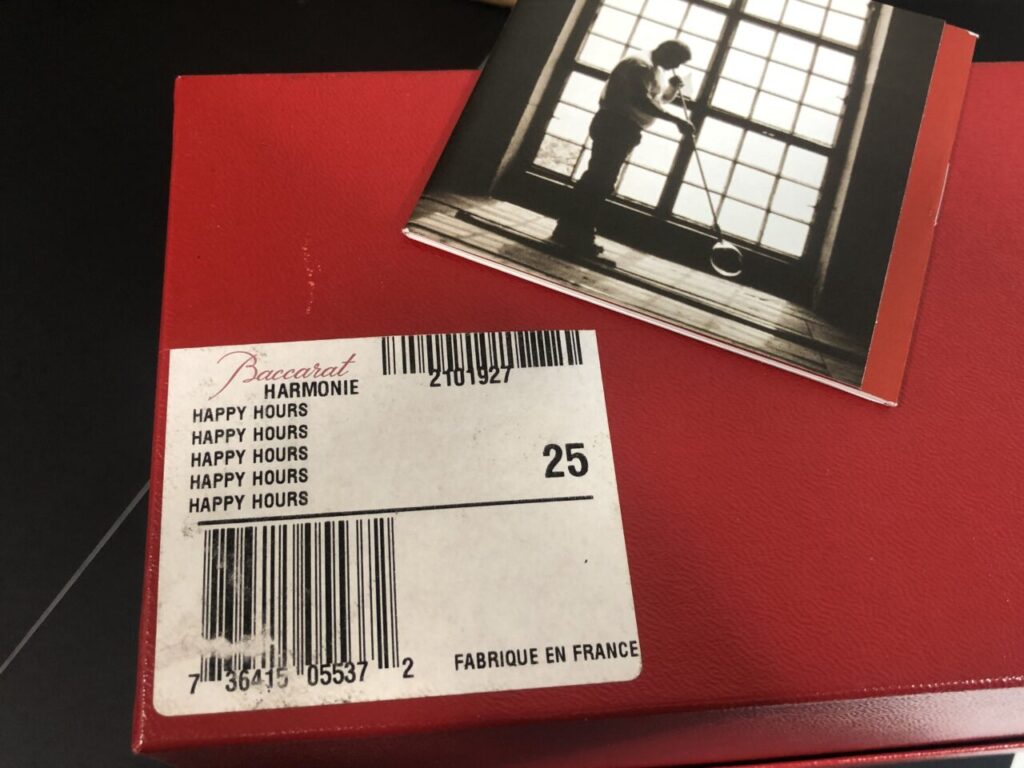 Baccarat
2101927
HARMONIE
HAPPY HOURS
HAPPY HOURS
HAPPY HOURS
HAPPY HOURS
HAPPY HOURS
25
7 36415 05537 2
FABRIQUE EN FRANCE